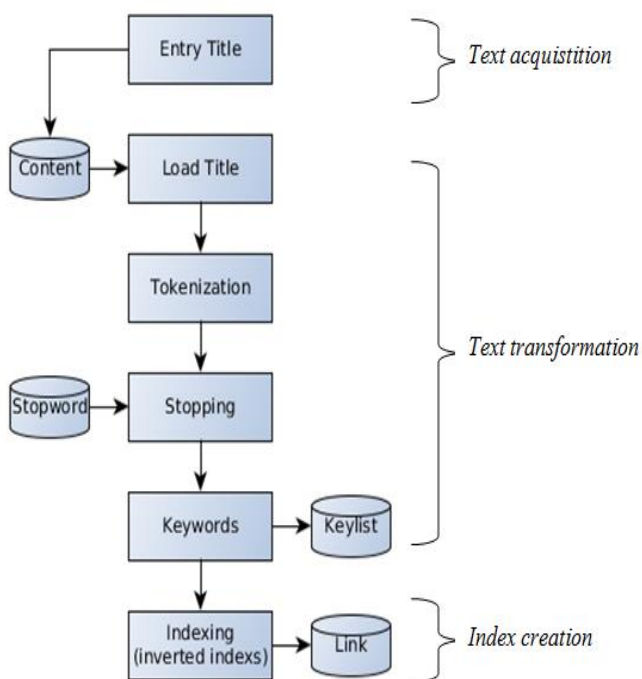 Entry Title
Text acquistition
Content
Load Title
Tokenization
Text transformation
Stopword
Stopping
Keywords
Keylist
Indexing
(inverted indexs)
Link
Index creation